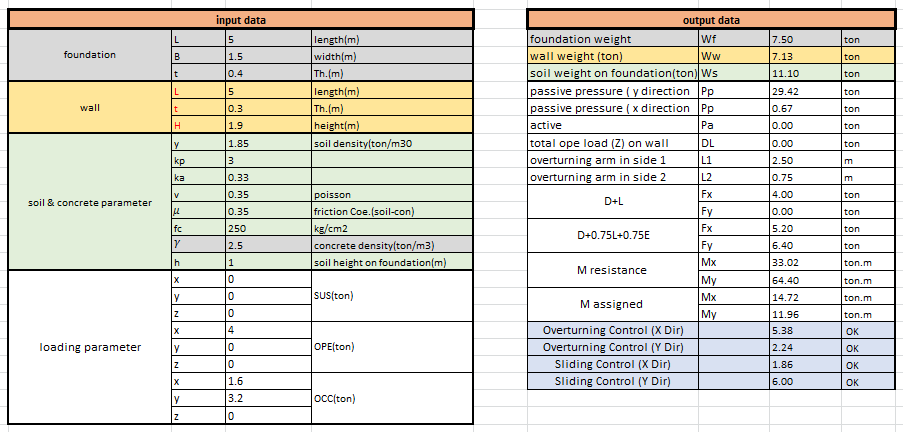 input data
foundation
L 5 length(m)
B 1.5 width(m)
t 0.4 Th.(m)
wall
L 5 length(m)
t 0.3 Th.(m)
H 1.9 height(m)
soil & concrete parameter
γ 1.85 soil density(ton/m30
kp 3
ka 0.33
v 0.35 poisson
μ 0.35 friction Coe.(soil-con)
fc 250 kg/cm2
γ 2.5 concrete density(ton/m3)
h 1 soil height on foundation(m)
loading parameter
x 0
y 0 SUS(ton)
z 0
x 4
y 0 OPE(ton)
z 0
x 1.6
y 3.2 OCC(ton)
z 0
output data
foundation weight Wf 7.50 ton
wall weight (ton) Ww 7.13 ton
soil weight on foundation(ton) Ws 11.10 ton
passive pressure ( y direction Pp 29.42 ton
passive pressure ( x direction Pp 0.67 ton
active Pa 0.00 ton
total ope load (Z) on wall DL 0.00 ton
overturning arm in side 1 L1 2.50 m
overturning arm in side 2 L2 0.75 m
D+L
Fx 4.00 ton
Fy 0.00 ton
D+0.75L+0.75E
Fx 5.20 ton
Fy 6.40 ton
M resistance
Mx 33.02 ton.m
My 64.40 ton.m
M assigned
Mx 14.72 ton.m
My 11.96 ton.m
Overturning Control (X Dir) 5.38 OK
Overturning Control (Y Dir) 2.24 OK
Sliding Control (X Dir) 1.86 OK
Sliding Control (Y Dir) 6.00 OK